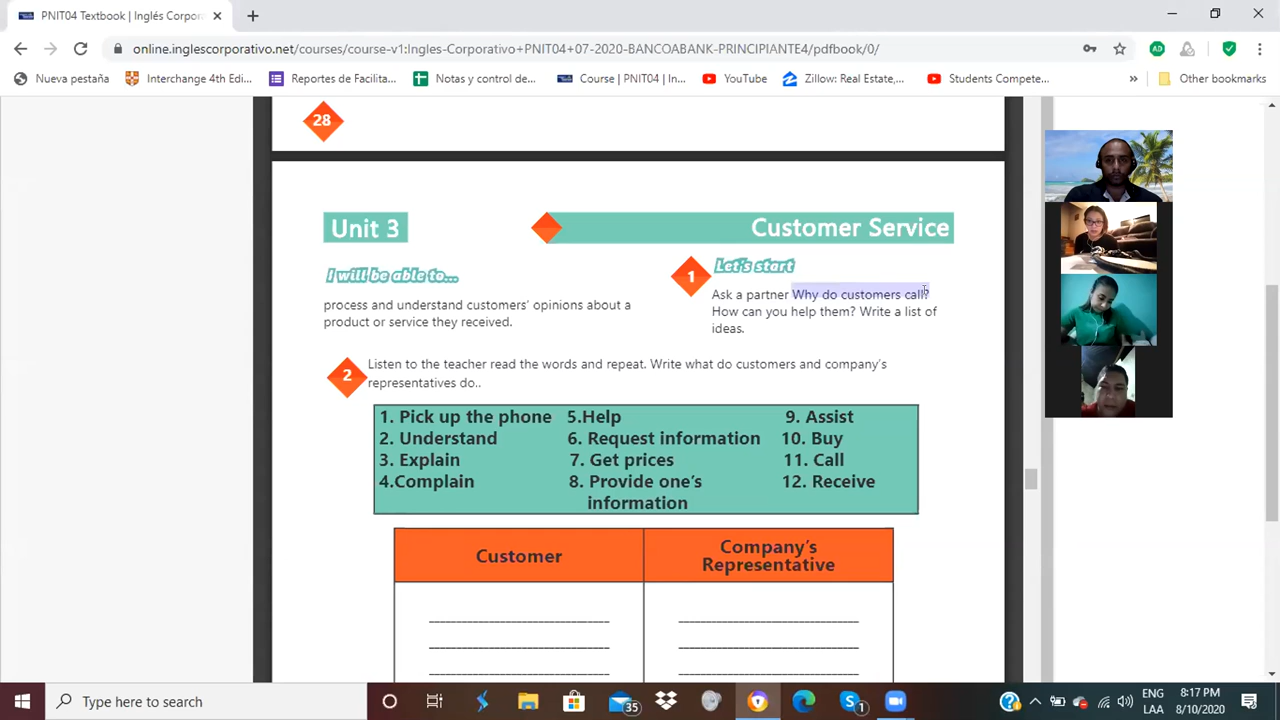 PNIT04 Textbook | Inglés Corpor
online.inglescorporativo.net/courses/course-v1:Ingles-Corporativo+PNIT04+07-2020-BANCOABANK-PRINCIPIANTE4/pdfbook/0/
Nueva pestaña
Interchange 4th Edi...
Reportes de Facilita...
Notas y control de...
Course | PNIT04 | In...
YouTube
Zillow: Real Estate,...
Students Compete...
»
Other bookmarks
28
Unit 3
Customer Service
I will be able to...
process and understand customers' opinions about a
product or service they received.
1
Let's start
Ask a partner Why do customers call?
How can you help them? Write a list of
ideas.
2
Listen to the teacher read the words and repeat. Write what do customers and company's
representatives do..
1. Pick up the phone
2. Understand
3. Explain
4.Complain
5.Help
6. Request information
7. Get prices
8. Provide one's
information
9. Assist
10. Buy
11. Call
12. Receive
Customer
Company's
Representative
Type here to search
35
1
ENG
LAA
8:17 PM
8/10/2020